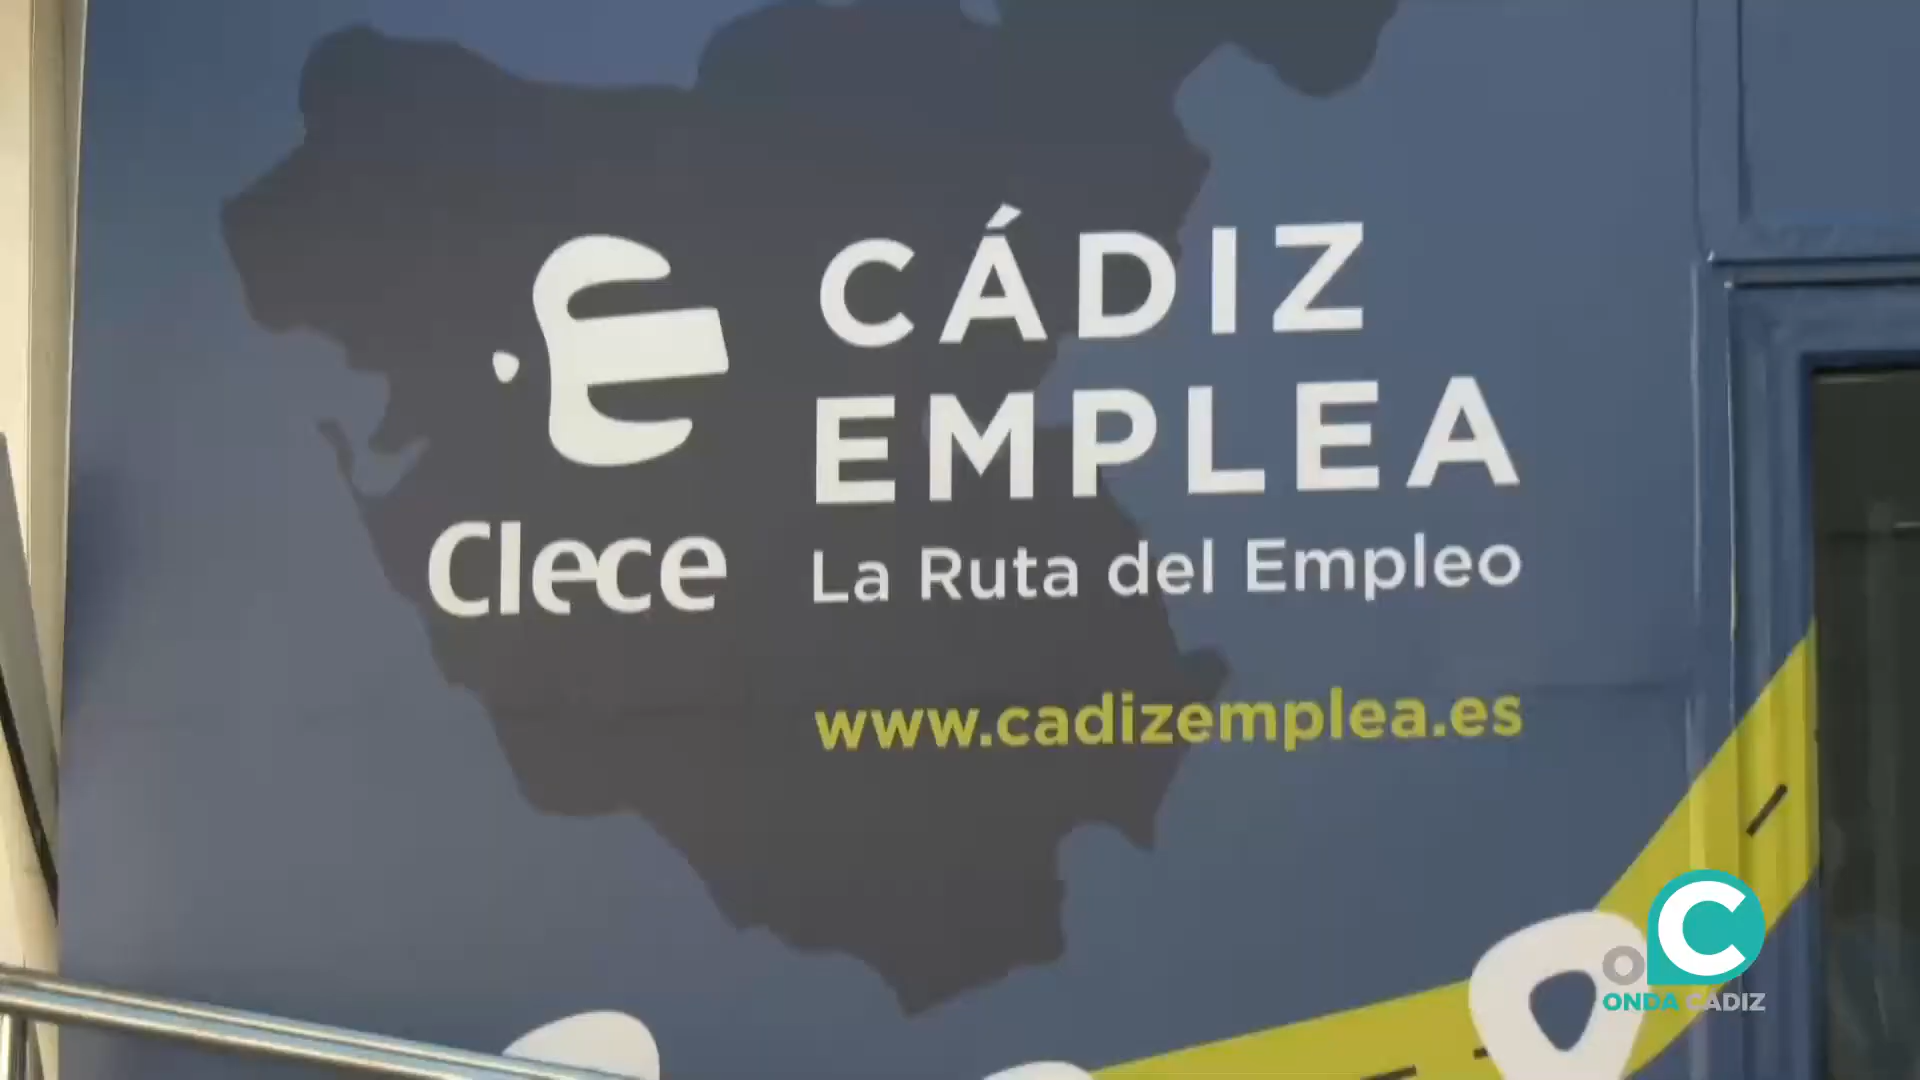 CÁDIZ
EMPLEA
Clece
La Ruta del Empleo
www.cadizemplea.es
ONDA CADIZ